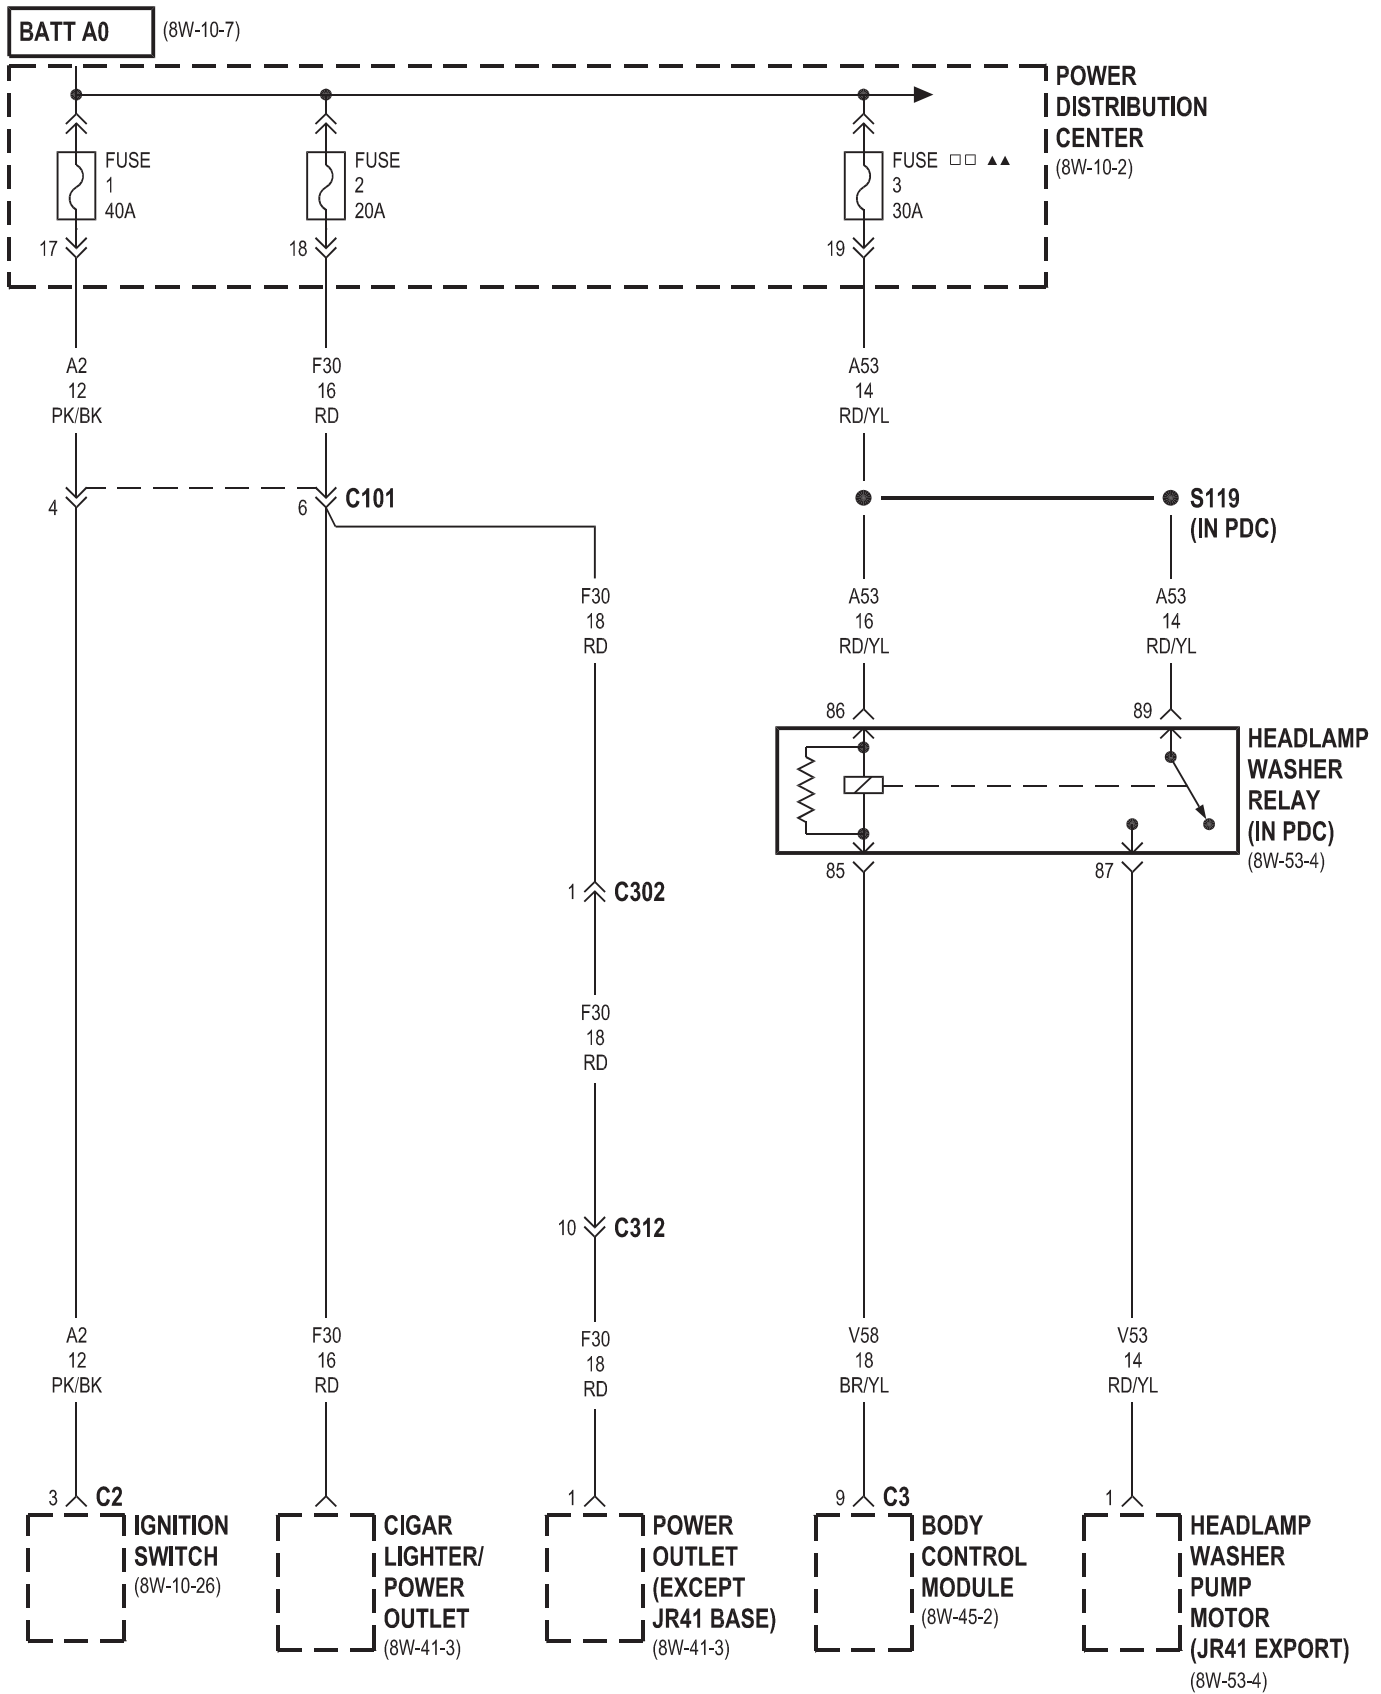 BATT A0 (8W-10-7)
POWER
DISTRIBUTION
CENTER
(8W-10-2)
FUSE
1
40A
17
FUSE
2
20A
18
FUSE □□ ▲▲
3
30A
19
A2
12
PK/BK
F30
16
RD
A53
14
RD/YL
4
6
C101
S119
(IN PDC)
F30
18
RD
A53
16
RD/YL
A53
14
RD/YL
86
89
HEADLAMP
WASHER
RELAY
(IN PDC)
(8W-53-4)
85
87
1 C302
F30
18
RD
10 C312
A2
12
PK/BK
F30
16
RD
F30
18
RD
V58
18
BR/YL
V53
14
RD/YL
3 C2
IGNITION
SWITCH
(8W-10-26)
CIGAR
LIGHTER/
POWER
OUTLET
(8W-41-3)
1
POWER
OUTLET
(EXCEPT
JR41 BASE)
(8W-41-3)
9 C3
BODY
CONTROL
MODULE
(8W-45-2)
1
HEADLAMP
WASHER
PUMP
MOTOR
(JR41 EXPORT)
(8W-53-4)